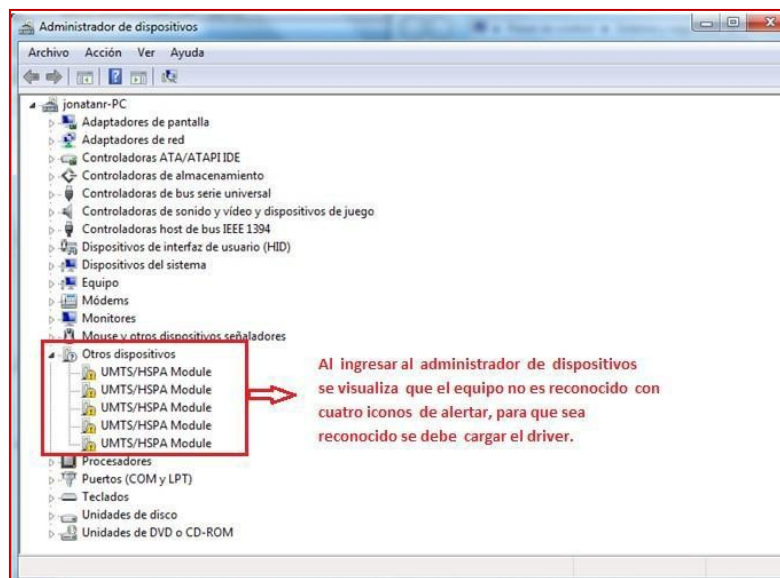 Administrador de dispositivos
Archivo Acción Ver Ayuda
jonatanr-PC
Adaptadores de pantalla
Adaptadores de red
Controladoras ATA/ATAPI IDE
Controladoras de almacenamiento
Controladoras de bus serie universal
Controladoras de sonido y vídeo y dispositivos de juego
Controladoras host de bus IEEE 1394
Dispositivos de interfaz de usuario (HID)
Dispositivos del sistema
Equipo
Módems
Monitores
Mouse y otros dispositivos señaladores
Otros dispositivos
UMTS/HSPA Module
UMTS/HSPA Module
UMTS/HSPA Module
UMTS/HSPA Module
UMTS/HSPA Module
Al ingresar al administrador de dispositivos
se visualiza que el equipo no es reconocido con
cuatro iconos de alertar, para que sea
reconocido se debe cargar el driver.
Procesadores
Puertos (COM y LPT)
Teclados
Unidades de disco
Unidades de DVD o CD-ROM